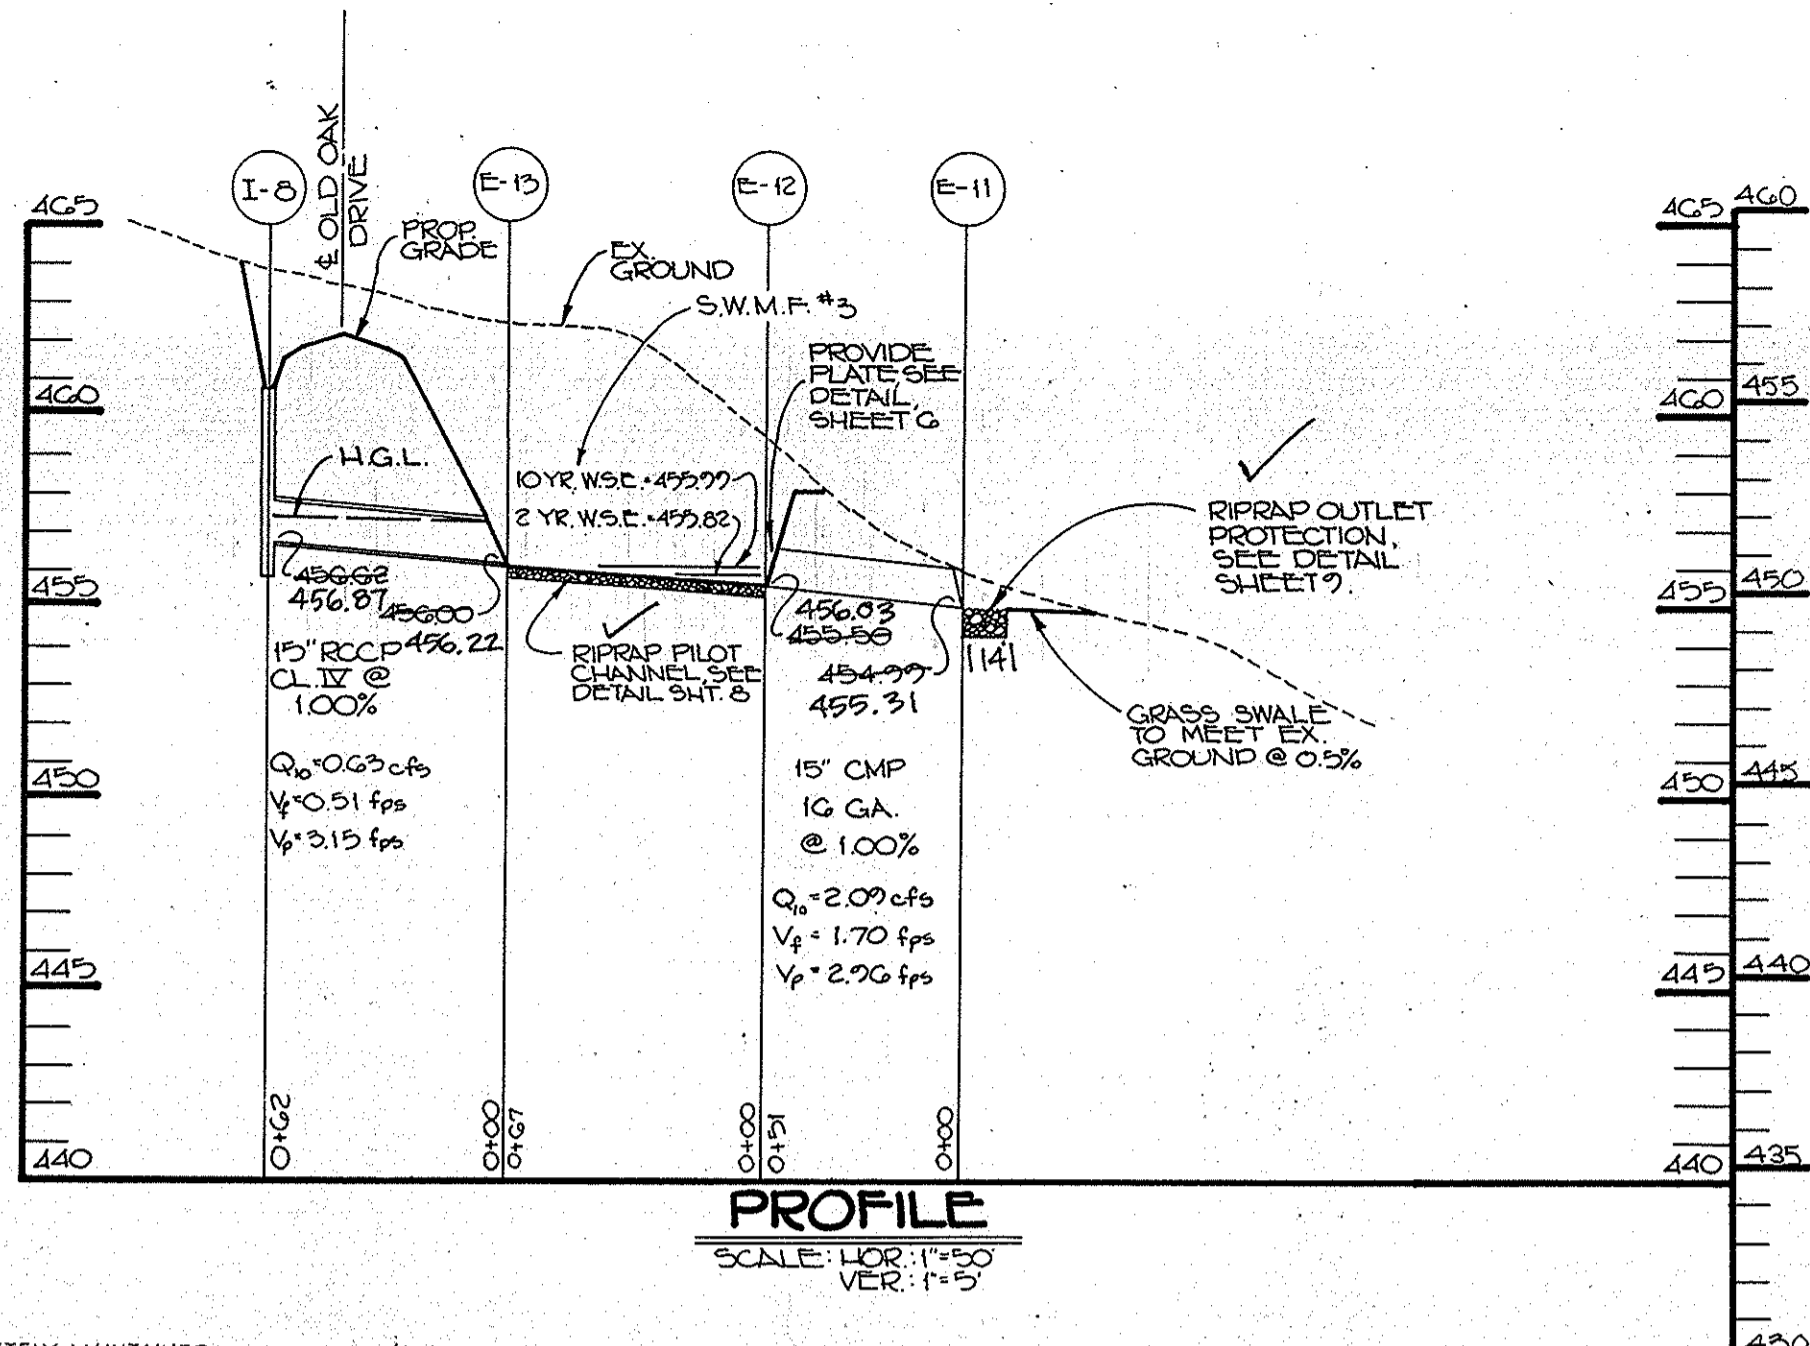 I-8
℄ OLD OAK
DRIVE
E-13
E-12
E-11
PROP.
GRADE
EX.
GROUND
S.W.M.F. #3
PROVIDE
PLATE, SEE
DETAIL,
SHEET 6
465
460
455
450
445
440
465
460
455
450
445
440
460
455
450
445
440
435
430
H.G.L.
10 YR. W.S.E. = 455.99
2 YR. W.S.E. = 455.82
RIPRAP OUTLET
PROTECTION,
SEE DETAIL
SHEET 9.
456.62
456.87
456.00
456.22
15" RCCP
CL. IV @
1.00%
Q10 = 0.63 cfs
Vf = 0.51 fps
Vp = 3.15 fps
RIPRAP PILOT
CHANNEL, SEE
DETAIL SHT. 8
456.03
455.50
454.99
455.31
14
15" CMP
16 GA.
@ 1.00%
Q10 = 2.09 cfs
Vf = 1.70 fps
Vp = 2.96 fps
GRASS SWALE
TO MEET EX.
GROUND @ 0.5%
0+62
0+00
0+67
0+00
0+51
0+00
PROFILE
SCALE: HOR.: 1"=50'
VER.: 1"=5'